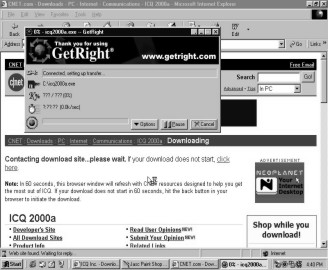 CNET.com - Downloads - PC - Internet - Communications - ICQ 2000a - Microsoft Internet Explorer
File Edit View Favorites Tools Help
Back
Edit
Address
Go
Links
0% - icq2000a.exe -- GetRight
Thank you for using
GetRight®
www.getright.com
Connected, setting up transfer...
C:\icq2000a.exe
??? / ??? (0%)
?:??:?? (0.0k/sec)
Options
Pause
Cancel
CNET
Free Email
cnet
Search
Go!
Advanced - Tips
In PC
CNET Downloads PC Internet Communications ICQ 2000a Downloading
Contacting download site...please wait. If your download does not start, click
here.
ADVERTISEMENT
NEOPLANET
Your
Internet
Desktop
Note: In 60 seconds, this browser window will refresh with CNET resources designed to help you get
the most out of ICQ. If your download does not start in 60 seconds, hit the back button in your
browser to initiate the download.
ICQ 2000a
• Developer's Site
• All Download Sites
• Product Info
• Read User Opinions NEW!
• Submit Your Opinion NEW!
• Related Links
Shop while you
download!
Web site found. Waiting for reply...
Internet
Start
ICQ Inc. - Downlo...
Jasc Paint Shop...
CNET.com - Dow...
0% - icq2000a...
8:40 PM